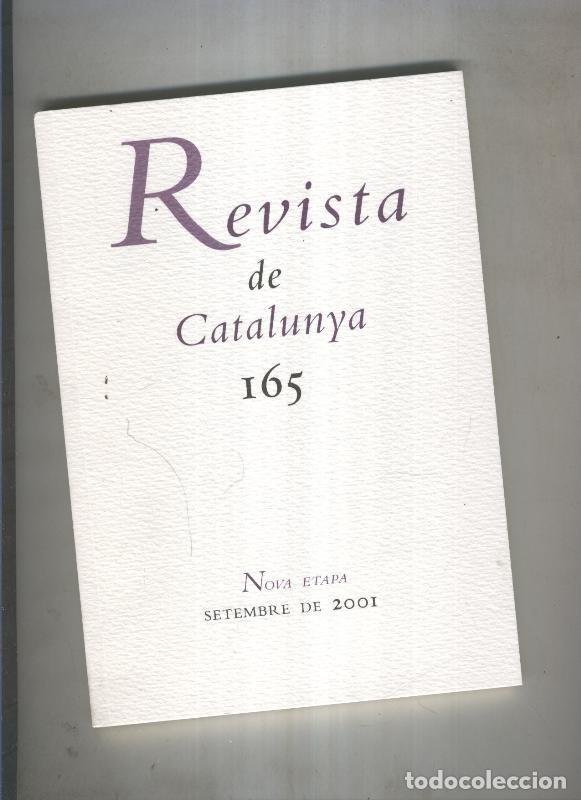 Revista
de
Catalunya
165
Nova etapa
setembre de 2001
todocoleccion